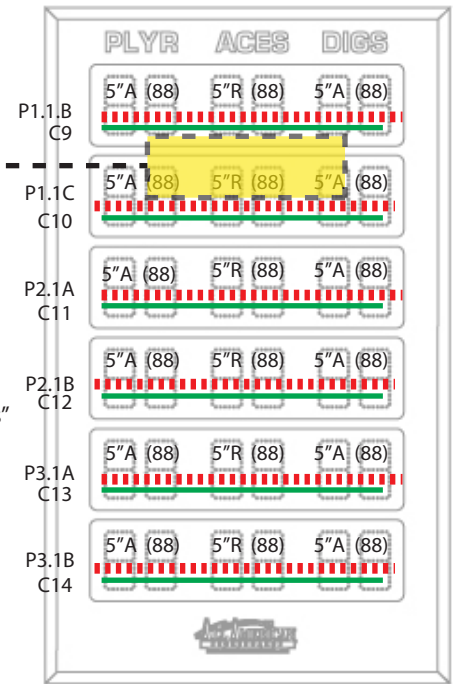 PLYR ACES DIGS
5"A (88) 5"R (88) 5"A (88)
P1.1.B
C9
5"A (88) 5"R (88) 5"A (88)
P1.1C
C10
5"A (88) 5"R (88) 5"A (88)
P2.1A
C11
5"A (88) 5"R (88) 5"A (88)
P2.1B
C12
5"A (88) 5"R (88) 5"A (88)
P3.1A
C13
5"A (88) 5"R (88) 5"A (88)
P3.1B
C14
ALL AMERICAN